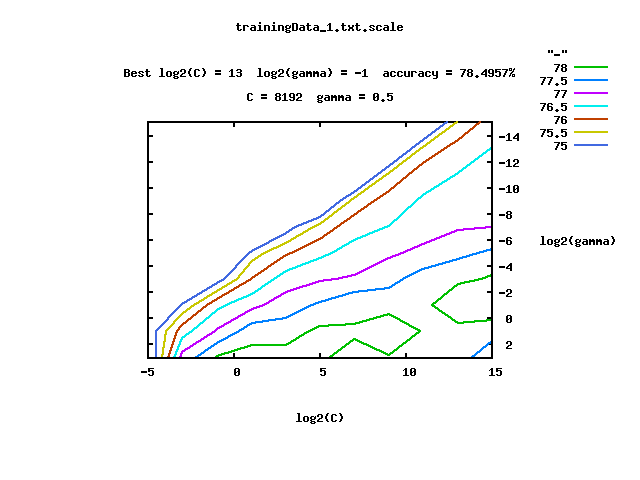 trainingData_1.txt.scale
Best log2(C) = 13 log2(gamma) = -1 accuracy = 78.4957%
C = 8192 gamma = 0.5
"-"
78
77.5
77
76.5
76
75.5
75
-14
-12
-10
-8
-6
-4
-2
0
2
log2(gamma)
-5 0 5 10 15
log2(C)